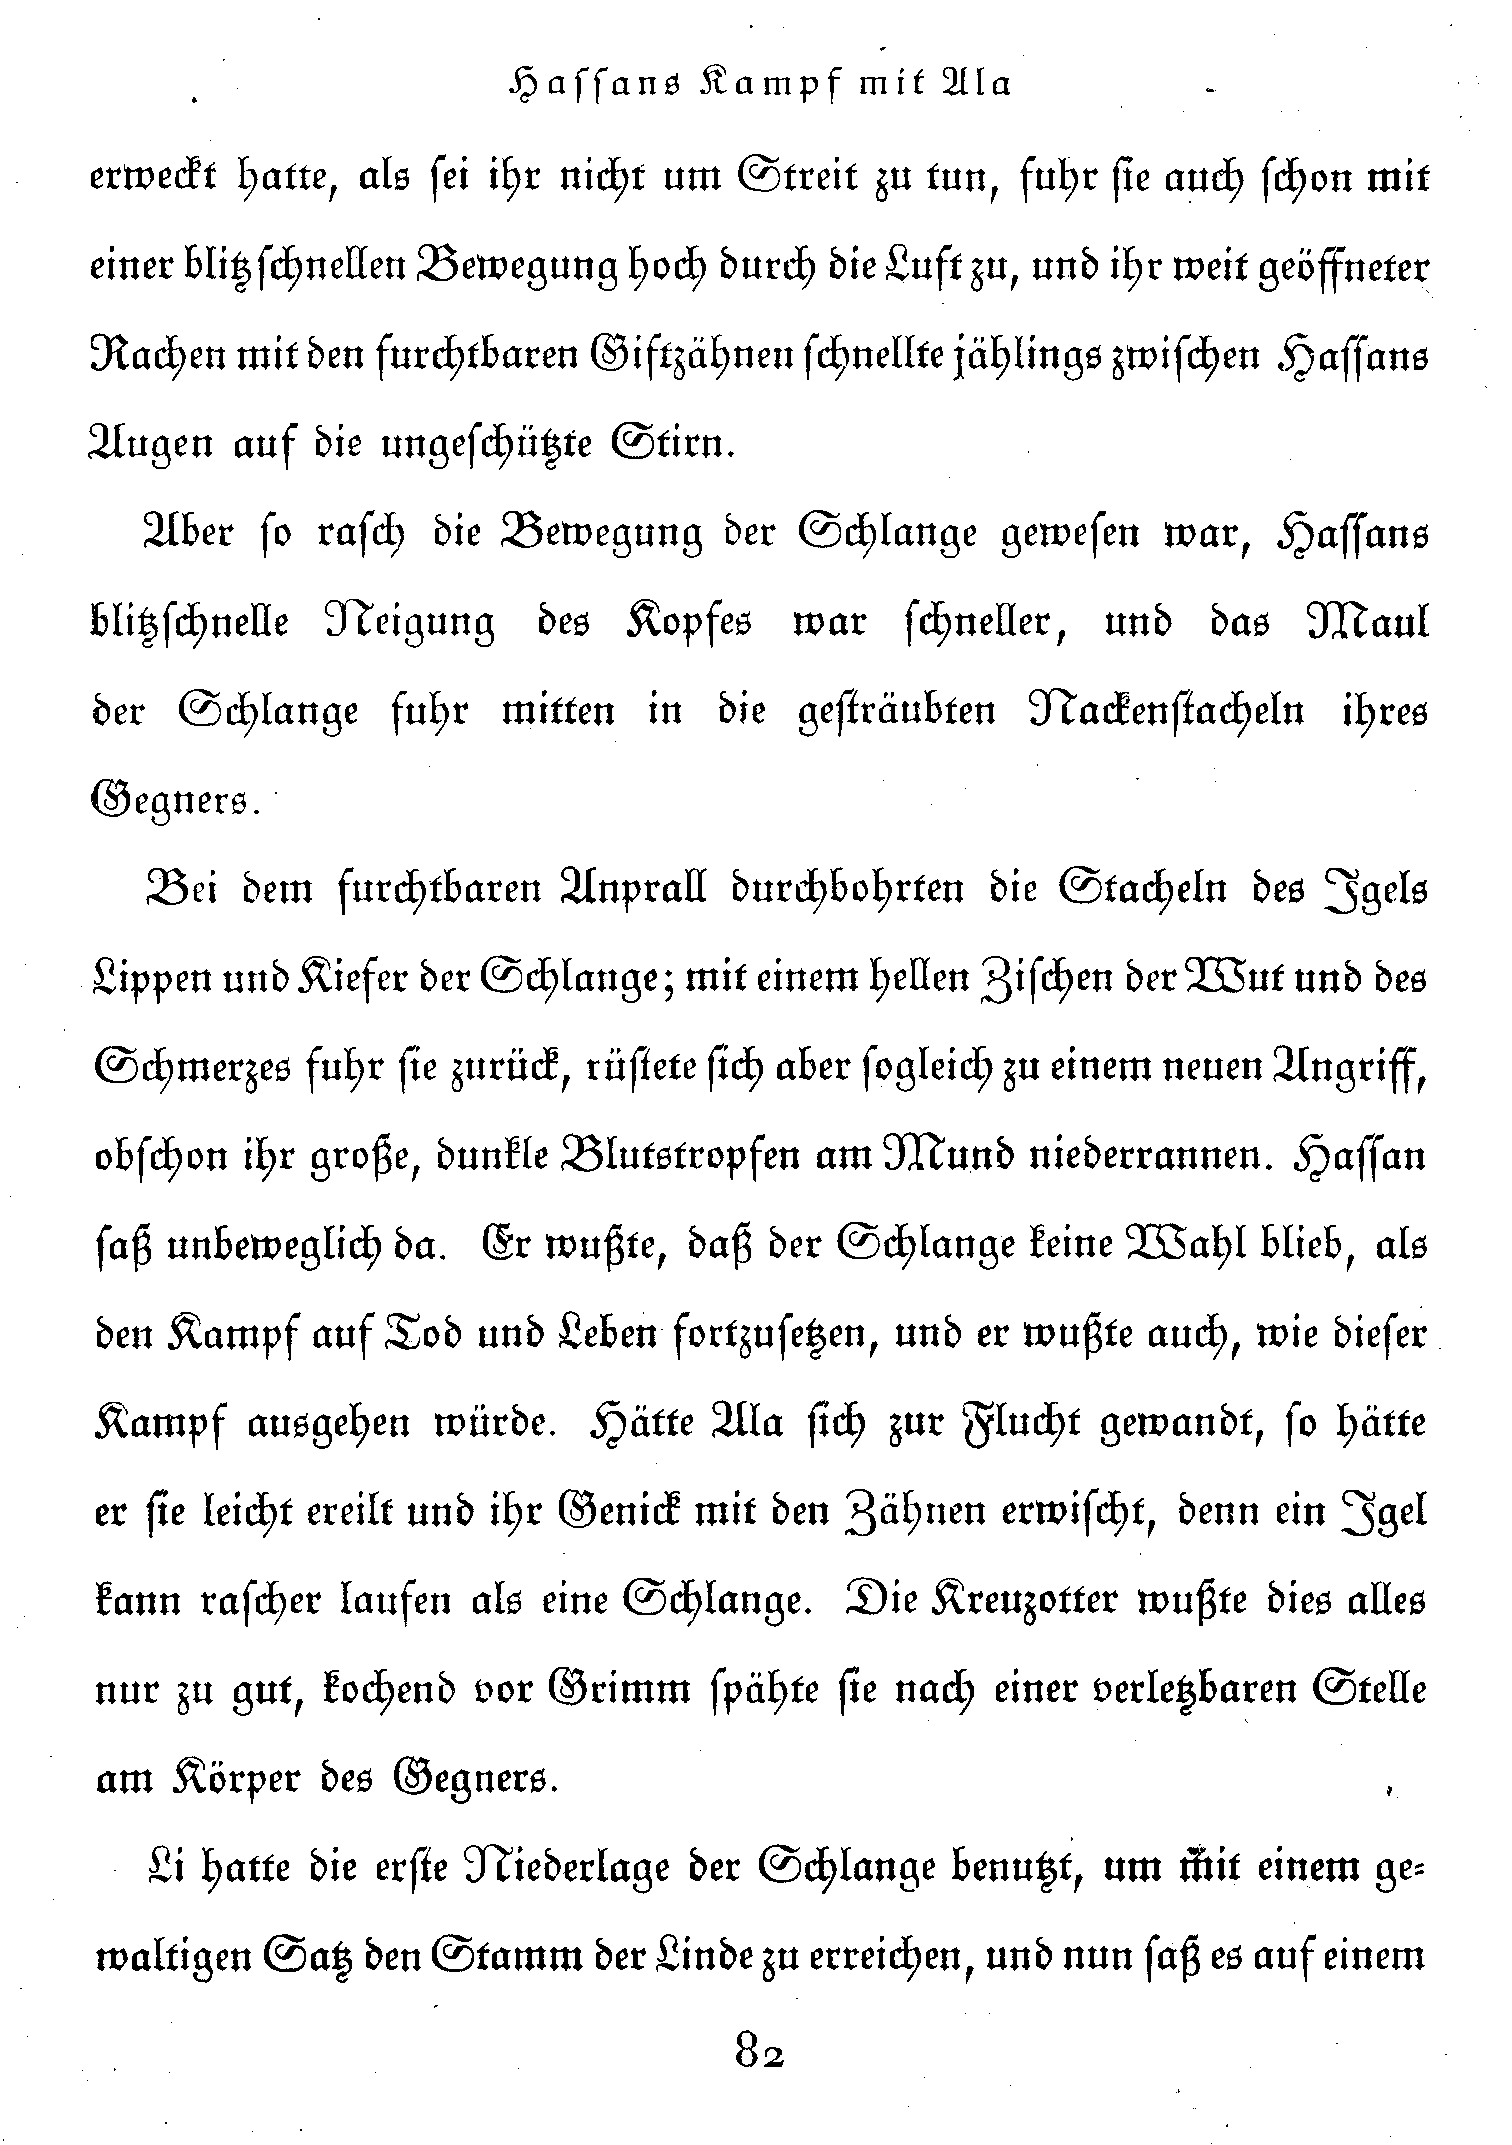 Hassans Kampf mit Ala
erweckt hatte, als sei ihr nicht um Streit zu tun, fuhr sie auch schon mit
einer blitzschnellen Bewegung hoch durch die Luft zu, und ihr weit geöffneter
Rachen mit den furchtbaren Giftzähnen schnellte jählings zwischen Hassans
Augen auf die ungeschützte Stirn.
Aber so rasch die Bewegung der Schlange gewesen war, Hassans
blitzschnelle Neigung des Kopfes war schneller, und das Maul
der Schlange fuhr mitten in die gesträubten Nackenstacheln ihres
Gegners.
Bei dem furchtbaren Anprall durchbohrten die Stacheln des Igels
Lippen und Kiefer der Schlange; mit einem hellen Zischen der Wut und des
Schmerzes fuhr sie zurück, rüstete sich aber sogleich zu einem neuen Angriff,
obschon ihr große, dunkle Blutstropfen am Mund niederrannen. Hassan
saß unbeweglich da. Er wußte, daß der Schlange keine Wahl blieb, als
den Kampf auf Tod und Leben fortzusetzen, und er wußte auch, wie dieser
Kampf ausgehen würde. Hätte Ala sich zur Flucht gewandt, so hätte
er sie leicht ereilt und ihr Genick mit den Zähnen erwischt, denn ein Igel
kann rascher laufen als eine Schlange. Die Kreuzotter wußte dies alles
nur zu gut, kochend vor Grimm spähte sie nach einer verletzbaren Stelle
am Körper des Gegners.
Li hatte die erste Niederlage der Schlange benutzt, um mit einem ge-
waltigen Satz den Stamm der Linde zu erreichen, und nun saß es auf einem
82